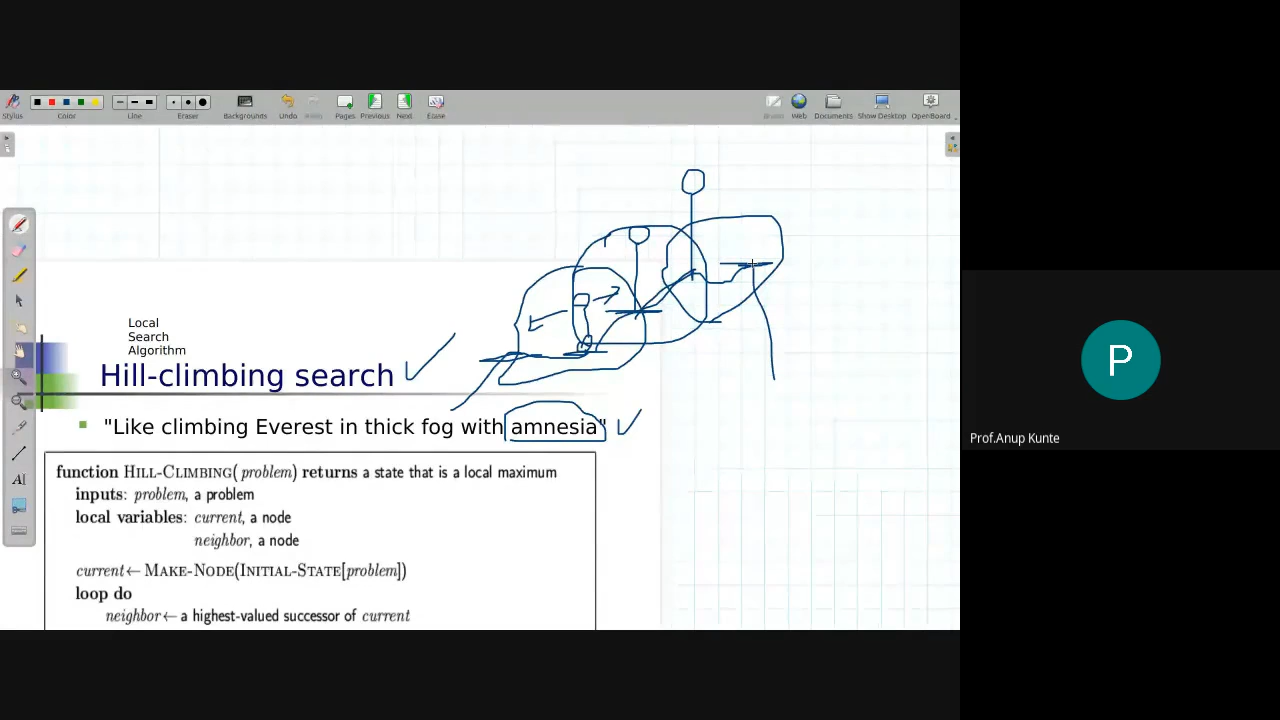 Stylus Color Line Eraser Backgrounds Undo Redo Pages Previous Next Erase Board Web Documents Show Desktop OpenBoard
Local
Search
Algorithm
Hill-climbing search
"Like climbing Everest in thick fog with amnesia"
function HILL-CLIMBING( problem) returns a state that is a local maximum
inputs: problem, a problem
local variables: current, a node
neighbor, a node
current ← MAKE-NODE(INITIAL-STATE[problem])
loop do
neighbor ← a highest-valued successor of current
AI
P
Prof.Anup Kunte